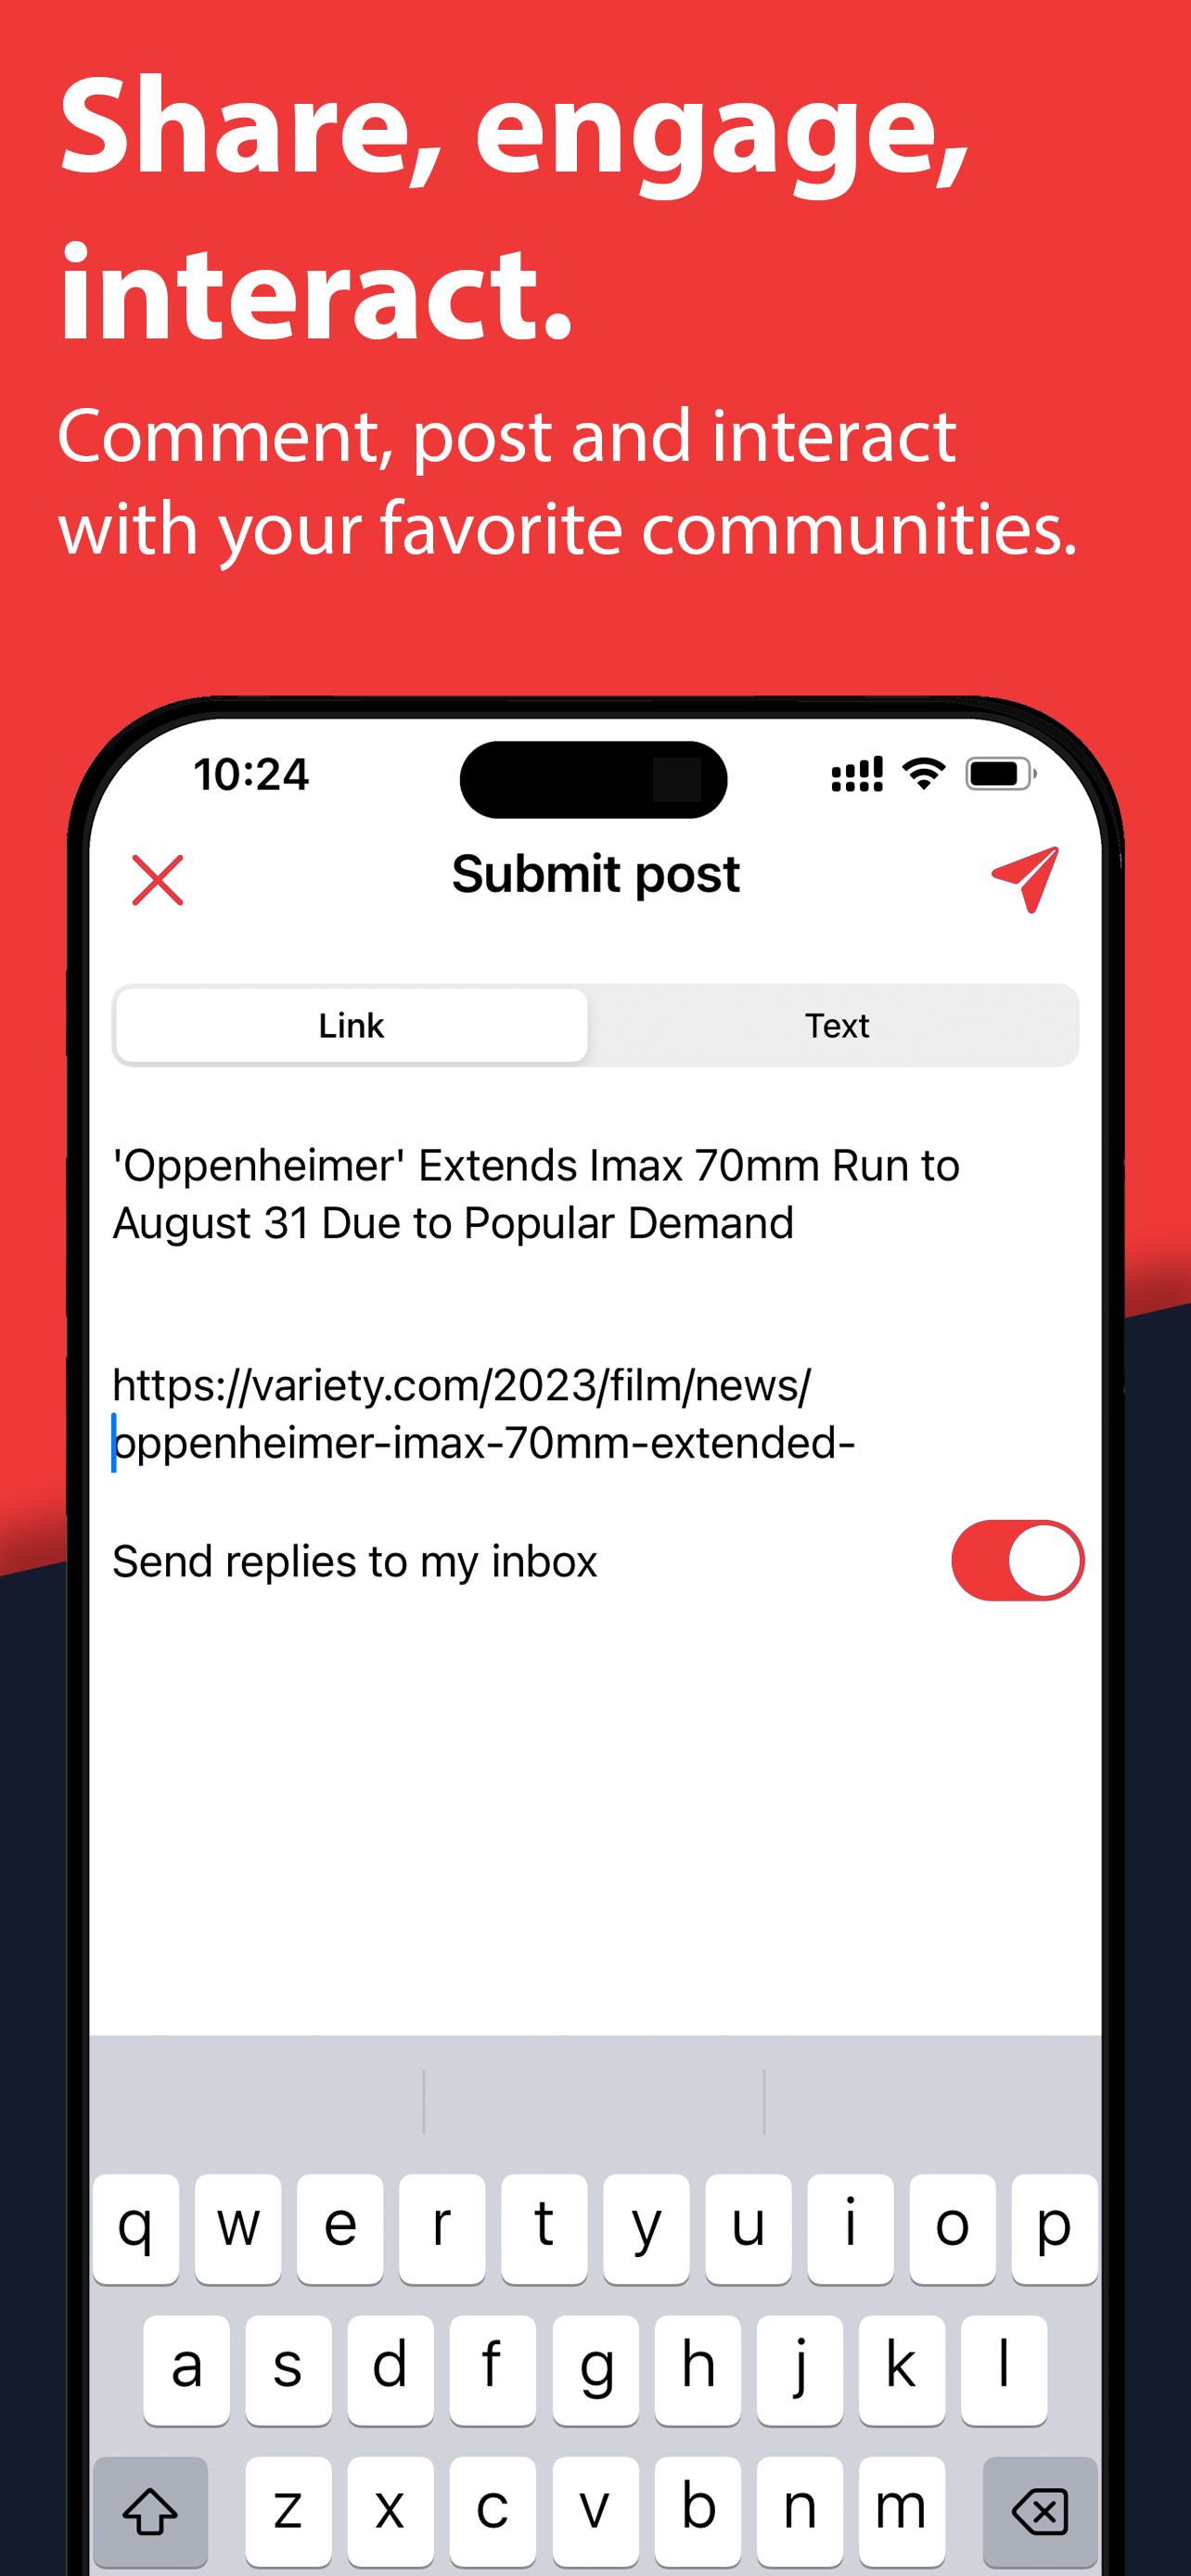 Share, engage,
interact.
Comment, post and interact
with your favorite communities.
10:24
Submit post
Link
Text
'Oppenheimer' Extends Imax 70mm Run to
August 31 Due to Popular Demand
https://variety.com/2023/film/news/
oppenheimer-imax-70mm-extended-
Send replies to my inbox
q w e r t y u i o p
a s d f g h j k l
z x c v b n m